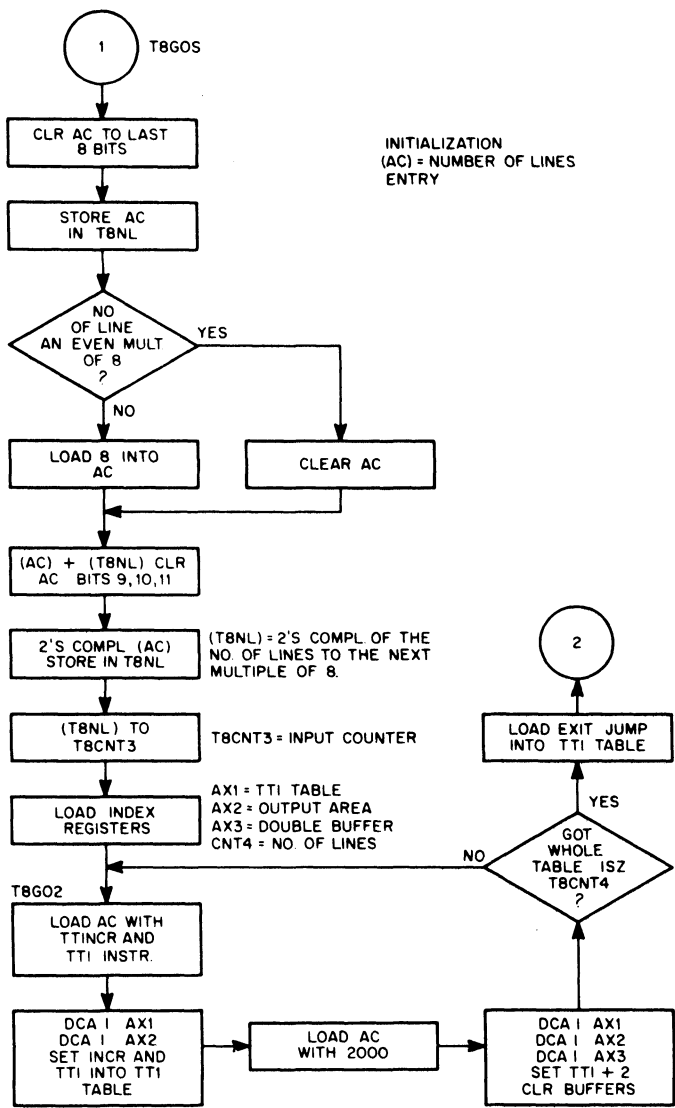 1
T8GOS
CLR AC TO LAST
8 BITS
INITIALIZATION
(AC) = NUMBER OF LINES
ENTRY
STORE AC
IN T8NL
NO
OF LINE
AN EVEN MULT
OF 8
?
YES
NO
LOAD 8 INTO
AC
CLEAR AC
(AC) + (T8NL) CLR
AC BITS 9,10,11
2'S COMPL (AC)
STORE IN T8NL
(T8NL) = 2'S COMPL OF THE
NO. OF LINES TO THE NEXT
MULTIPLE OF 8.
(T8NL) TO
T8CNT3
T8CNT3 = INPUT COUNTER
LOAD INDEX
REGISTERS
AX1 = TTI TABLE
AX2 = OUTPUT AREA
AX3 = DOUBLE BUFFER
CNT4 = NO. OF LINES
2
LOAD EXIT JUMP
INTO TTI TABLE
YES
GOT
WHOLE
TABLE ISZ
T8CNT4
?
NO
T8GO2
LOAD AC WITH
TTINCR AND
TTI INSTR.
DCA I AX1
DCA I AX2
SET INCR AND
TTI INTO TTI
TABLE
LOAD AC
WITH 2000
DCA I AX1
DCA I AX2
DCA I AX3
SET TTI + 2
CLR BUFFERS